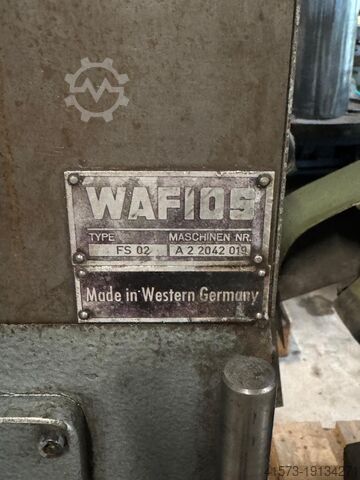 WAFIOS
TYPE MASCHINEN NR.
FS 02 A 2 2042 019
Made in Western Germany